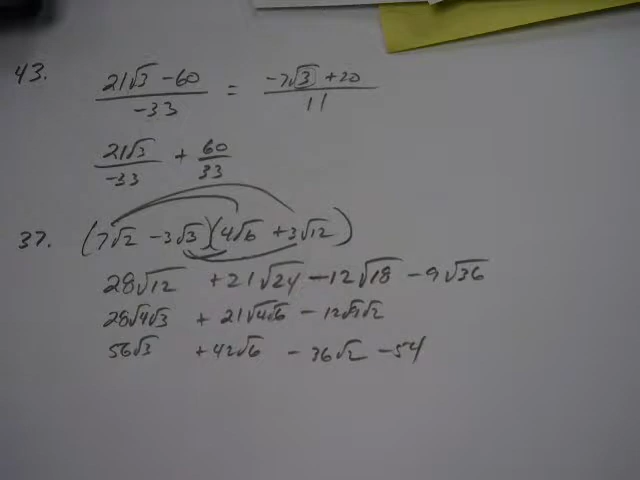 43. (21√3 - 60)/-33 = (-7√3 + 20)/11
21√3/-33 + 60/33
37. (7√2 - 3√3)(4√6 + 3√12)
28√12 + 21√24 - 12√18 - 9√36
28√4√3 + 21√4√6 - 12√9√2
56√3 + 42√6 - 36√2 - 54